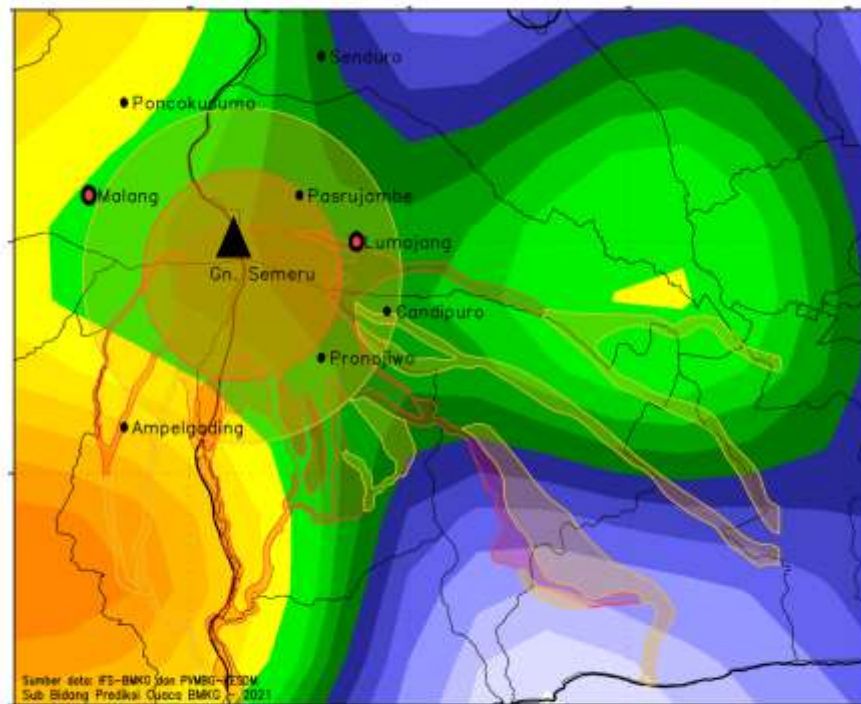 Senduro
Poncokusumo
Malang
Pasrujambe
Lumajang
Gn. Semeru
Candipuro
Pronojiwo
Ampelgading
Sumber data: IFS-BMKG dan PVMBG-KESDM
Sub Bidang Prediksi Cuaca BMKG - 2021